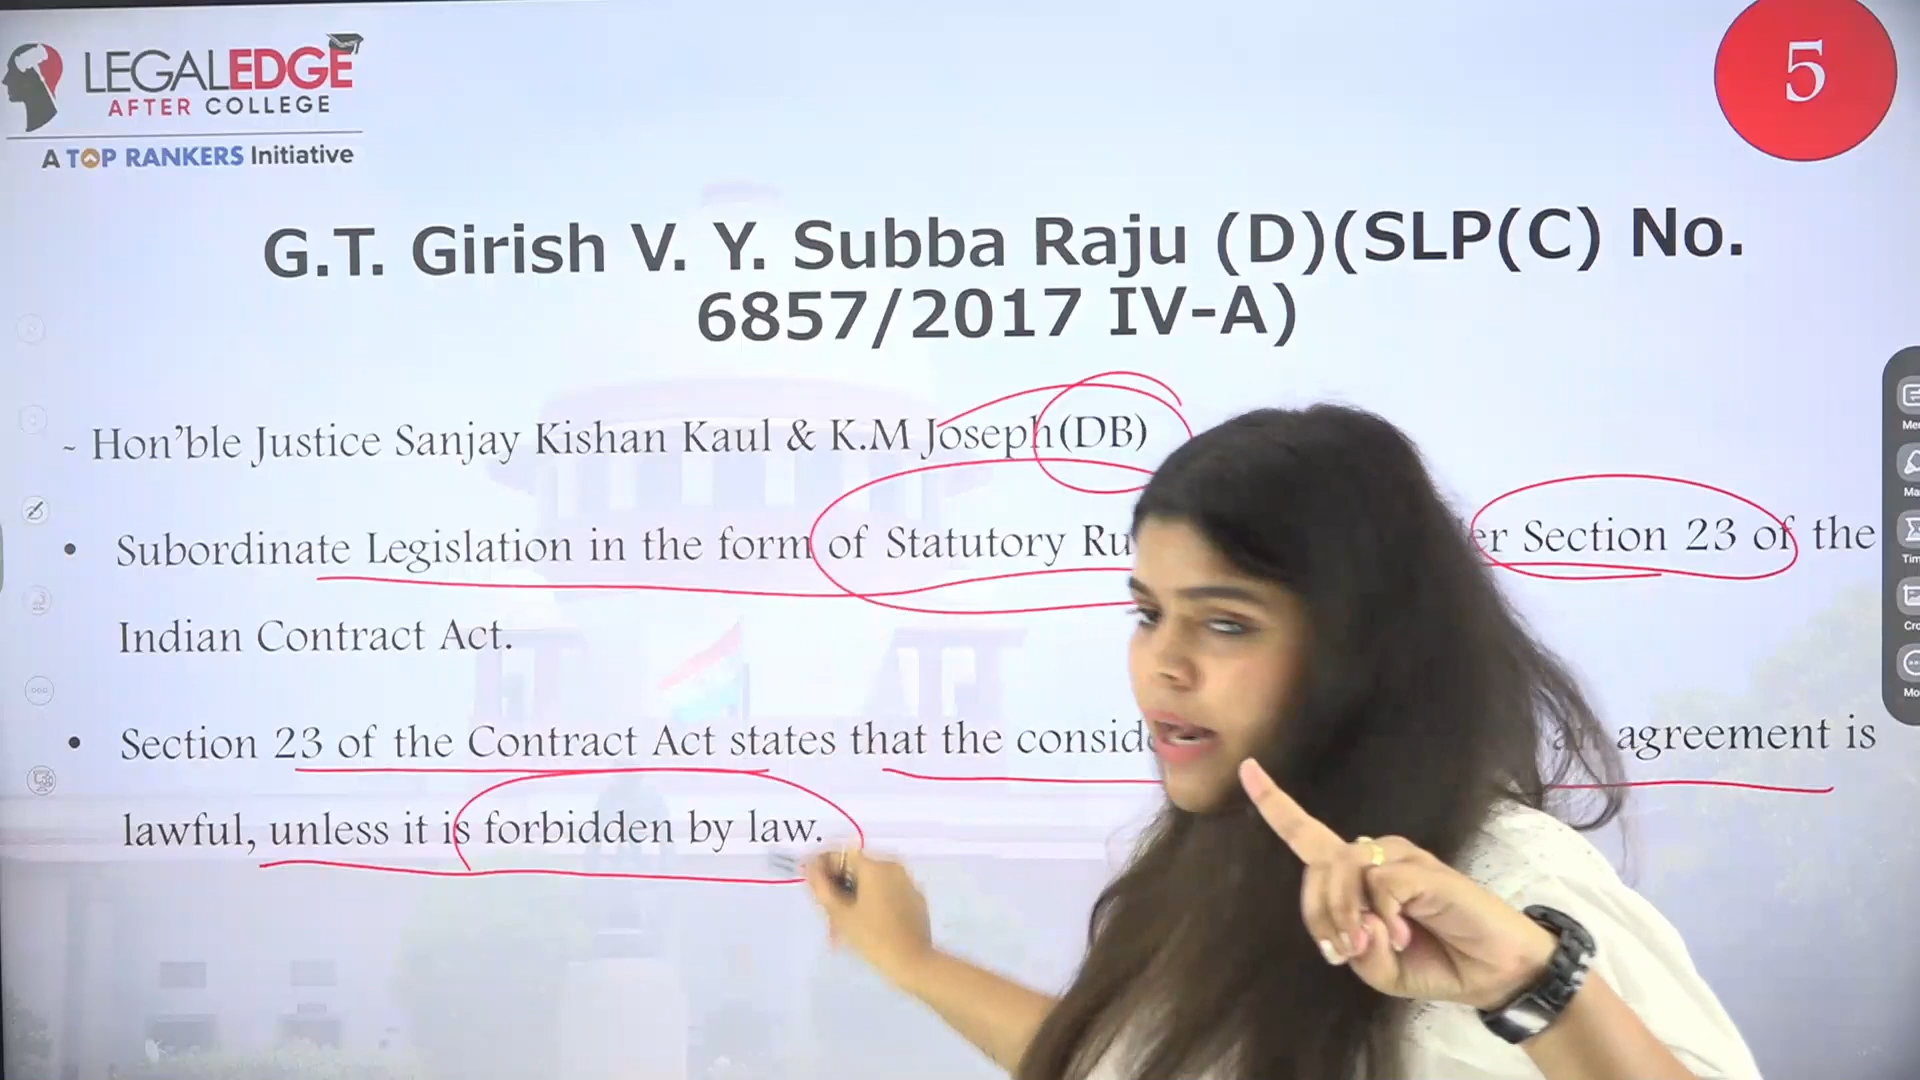 LEGALEDGE
AFTER COLLEGE
A TOP RANKERS Initiative
5
G.T. Girish V. Y. Subba Raju (D)(SLP(C) No.
6857/2017 IV-A)
- Hon'ble Justice Sanjay Kishan Kaul & K.M Joseph(DB)
• Subordinate Legislation in the form of Statutory Section 23 of the
Indian Contract Act.
• Section 23 of the Contract Act states that the agreement is
lawful, unless it is forbidden by law.